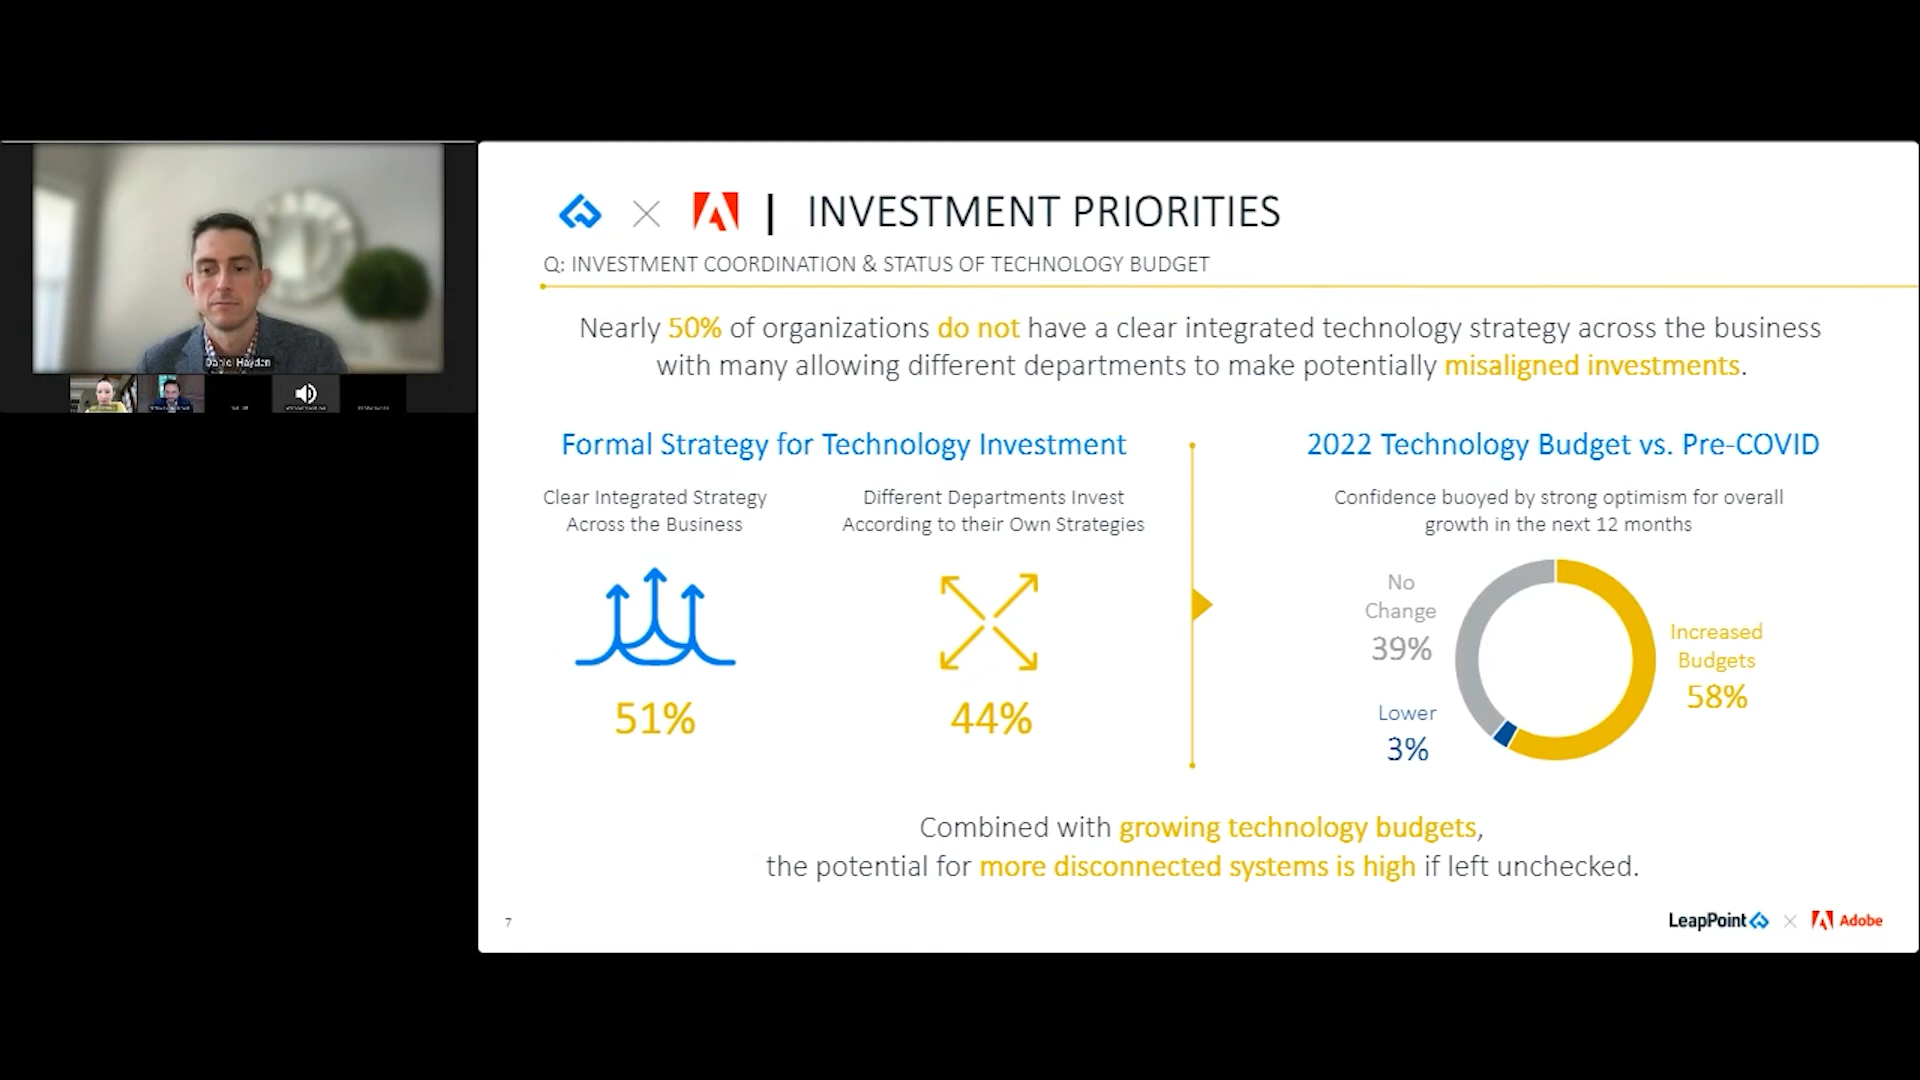 Daniel Hayden
INVESTMENT PRIORITIES
Q: INVESTMENT COORDINATION & STATUS OF TECHNOLOGY BUDGET
Nearly 50% of organizations do not have a clear integrated technology strategy across the business
with many allowing different departments to make potentially misaligned investments.
Formal Strategy for Technology Investment
Clear Integrated Strategy
Across the Business
51%
Different Departments Invest
According to their Own Strategies
44%
2022 Technology Budget vs. Pre-COVID
Confidence buoyed by strong optimism for overall
growth in the next 12 months
No
Change
39%
Lower
3%
Increased
Budgets
58%
Combined with growing technology budgets,
the potential for more disconnected systems is high if left unchecked.
7
LeapPoint
Adobe